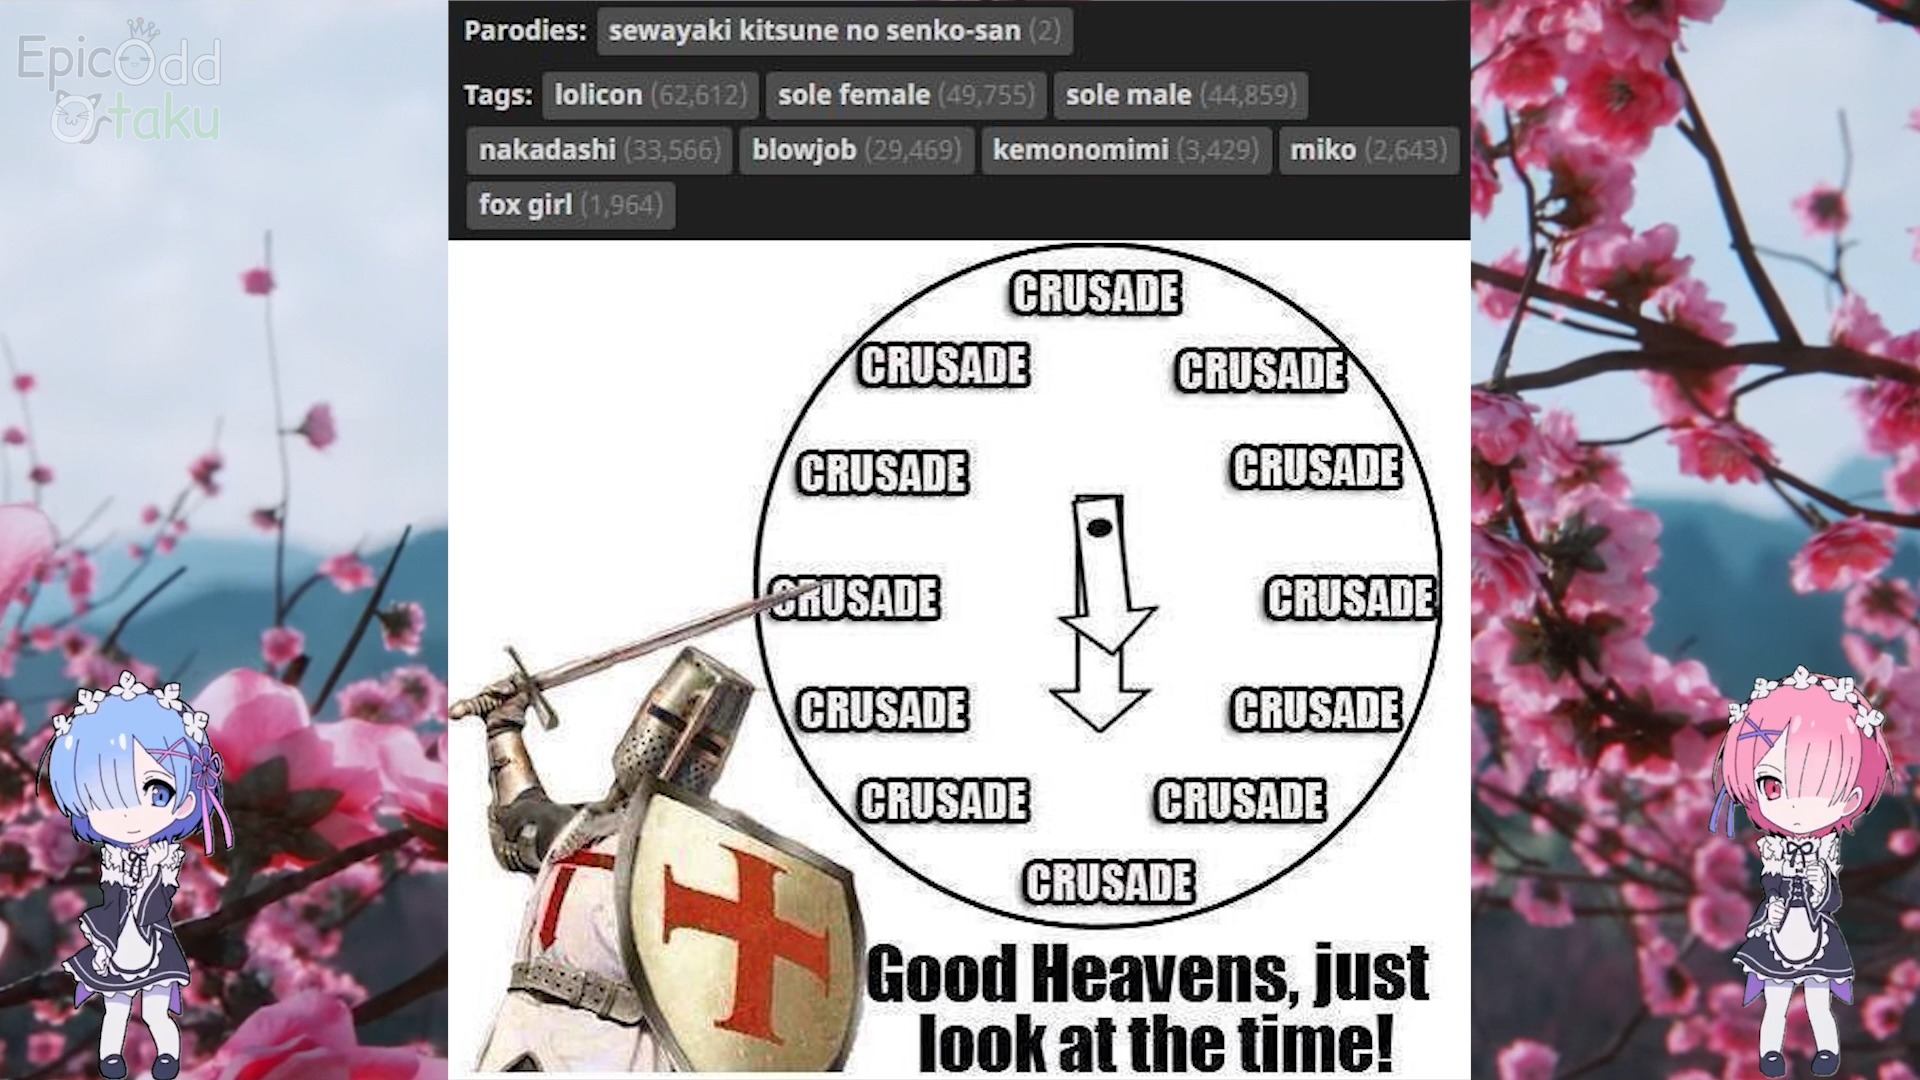 EpicOdd
Otaku
Parodies: sewayaki kitsune no senko-san (2)
Tags: lolicon (62,612) sole female (49,755) sole male (44,859)
nakadashi (33,566) blowjob (29,469) kemonomimi (3,429) miko (2,643)
fox girl (1,964)
CRUSADE
CRUSADE CRUSADE
CRUSADE CRUSADE
CRUSADE CRUSADE
CRUSADE CRUSADE
CRUSADE CRUSADE
CRUSADE
Good Heavens, just
look at the time!